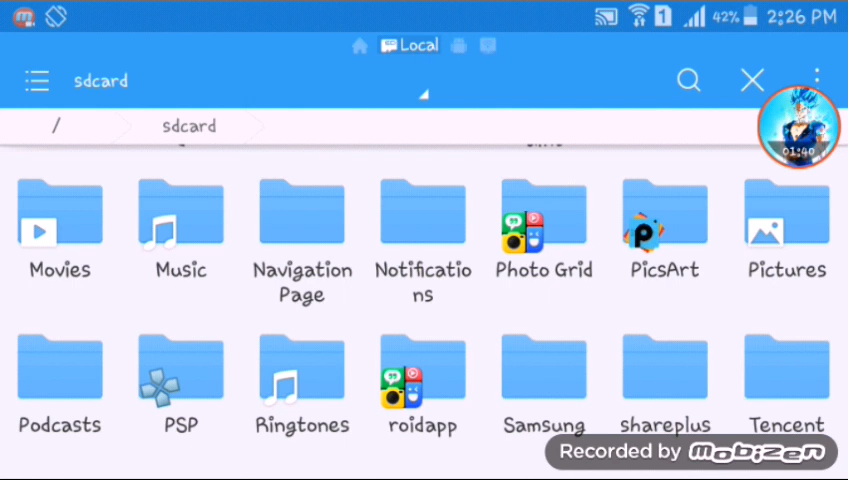 1 42% 2:26 PM
Local
sdcard
01:40
/ sdcard
Movies Music Navigation Page Notificatio ns Photo Grid PicsArt Pictures
Podcasts PSP Ringtones roidapp Samsung shareplus Tencent
Recorded by mobizen